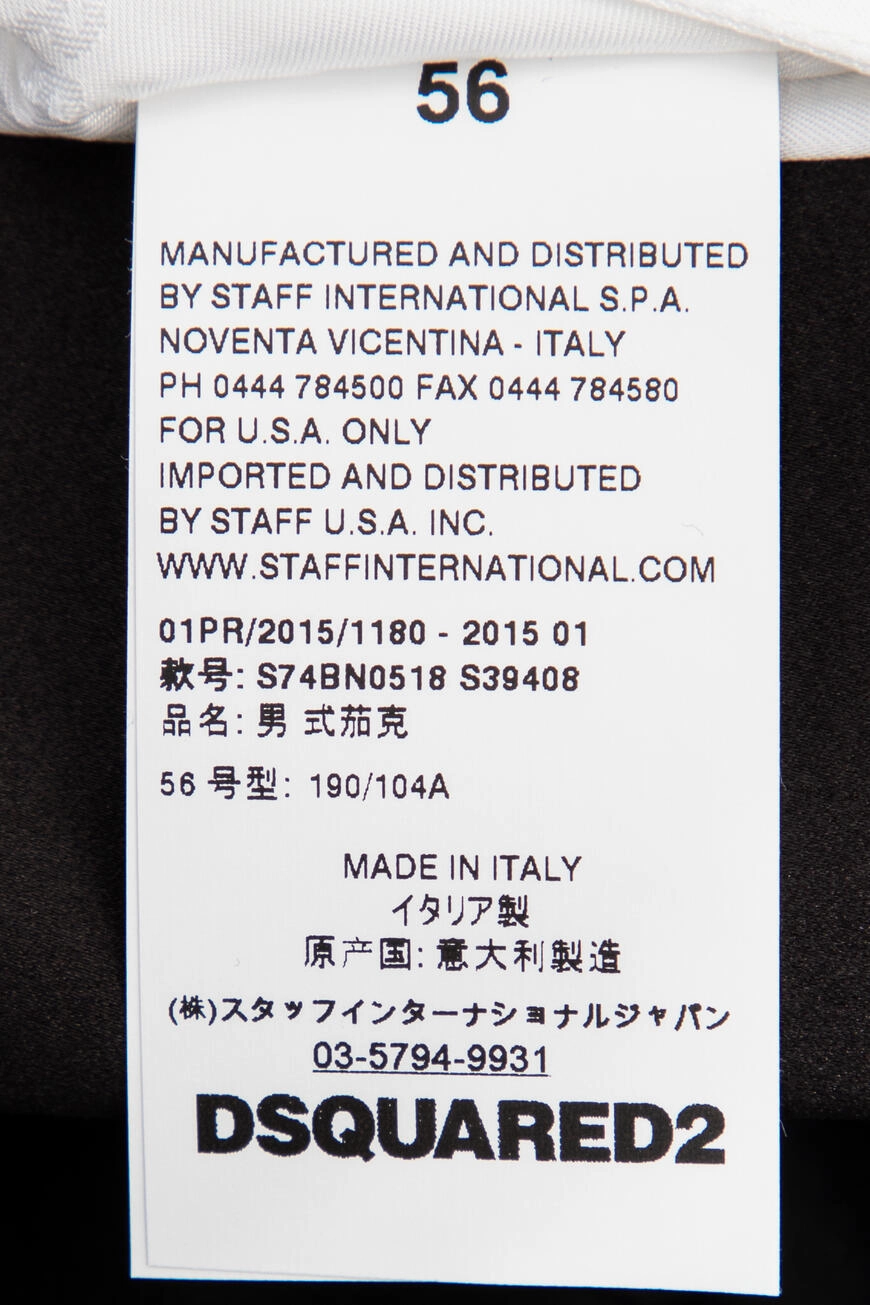 56
MANUFACTURED AND DISTRIBUTED
BY STAFF INTERNATIONAL S.P.A.
NOVENTA VICENTINA - ITALY
PH 0444 784500 FAX 0444 784580
FOR U.S.A. ONLY
IMPORTED AND DISTRIBUTED
BY STAFF U.S.A. INC.
WWW.STAFFINTERNATIONAL.COM
01PR/2015/1180 - 2015 01
款号: S74BN0518 S39408
品名: 男 式茄克
56 号型: 190/104A
MADE IN ITALY
イタリア製
原产国: 意大利製造
(株)スタッフインターナショナルジャパン
03-5794-9931
DSQUARED2